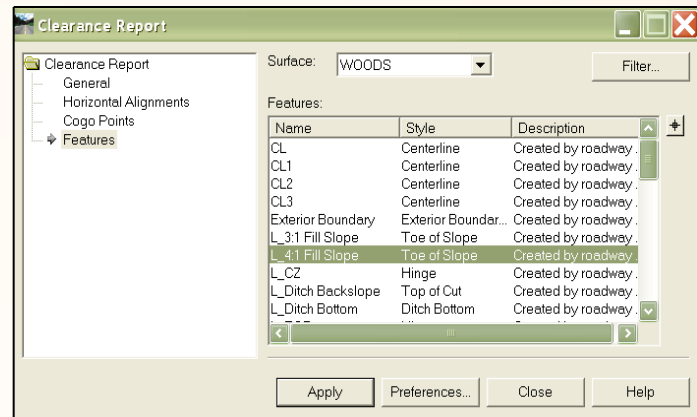 Clearance Report
Clearance Report
General
Horizontal Alignments
Cogo Points
Features
Surface: WOODS Filter...
Features:
Name Style Description
CL Centerline Created by roadway .
CL1 Centerline Created by roadway .
CL2 Centerline Created by roadway .
CL3 Centerline Created by roadway .
Exterior Boundary Exterior Boundar... Created by roadway .
L_3:1 Fill Slope Toe of Slope Created by roadway .
L_4:1 Fill Slope Toe of Slope Created by roadway .
L_CZ Hinge Created by roadway .
L_Ditch Backslope Top of Cut Created by roadway .
L_Ditch Bottom Ditch Bottom Created by roadway .
Apply Preferences... Close Help